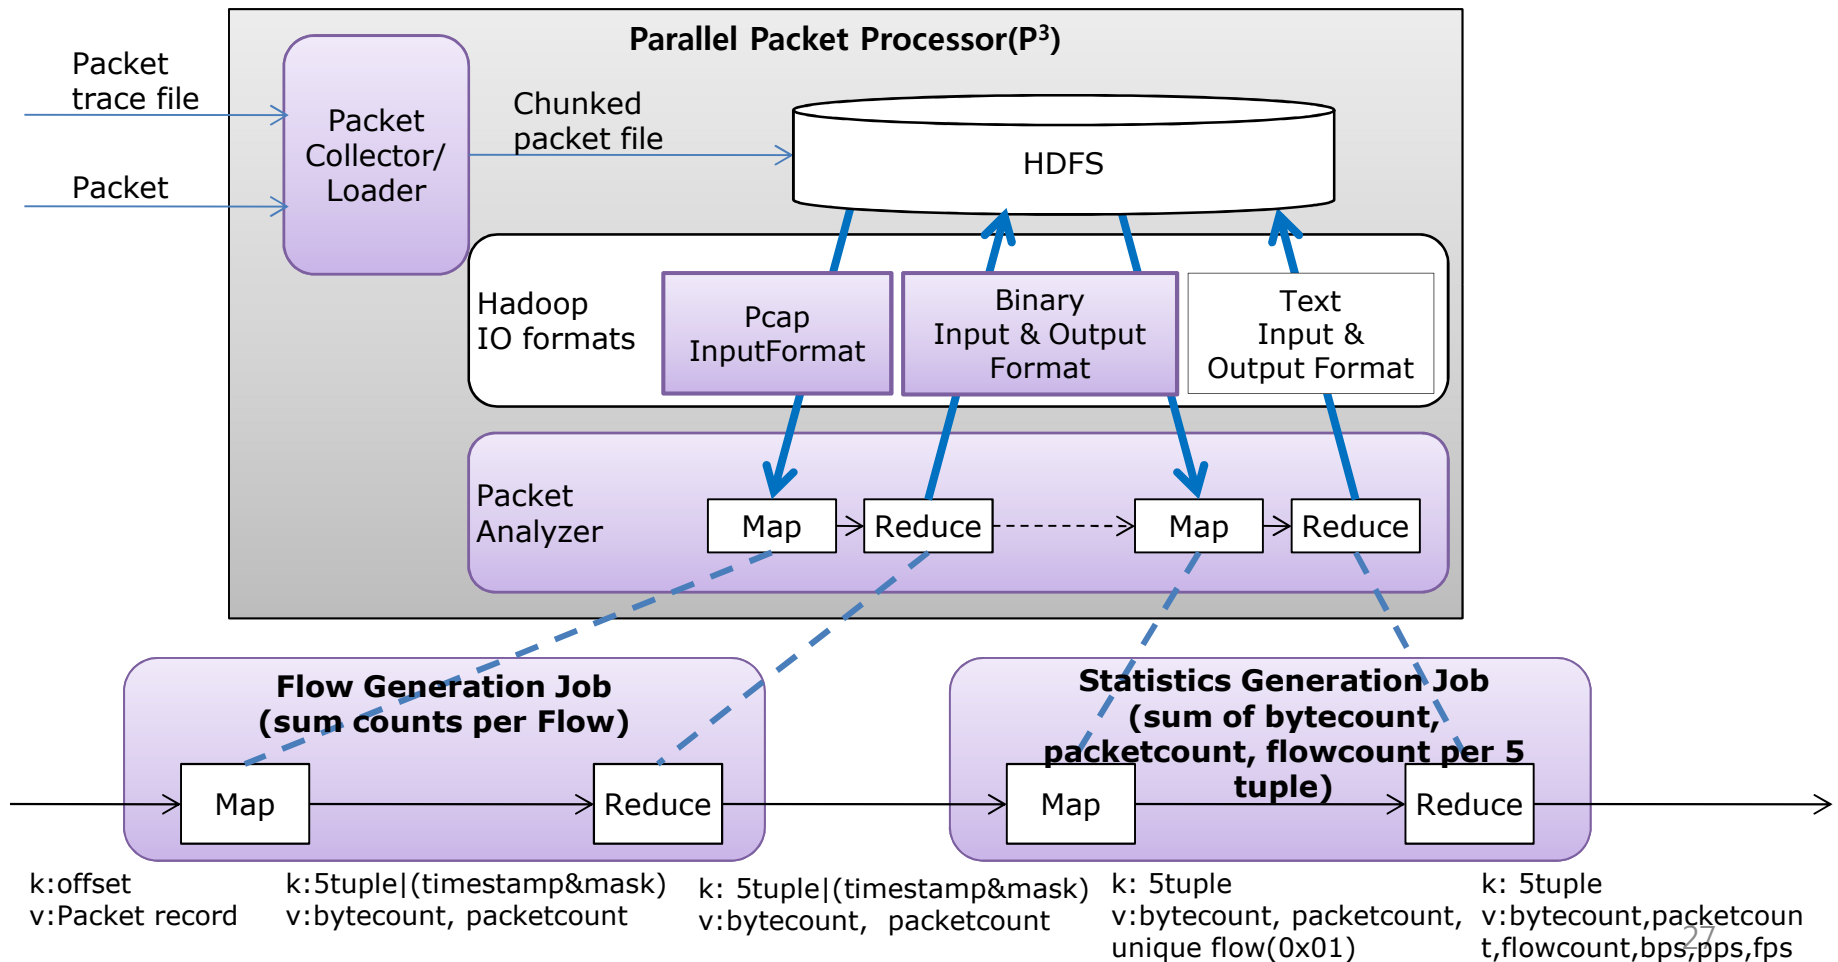 Parallel Packet Processor(P³)
Packet
trace file
Packet
Packet
Collector/
Loader
Chunked
packet file
HDFS
Hadoop
IO formats
Pcap
InputFormat
Binary
Input & Output
Format
Text
Input &
Output Format
Packet
Analyzer
Map
Reduce
Map
Reduce
Flow Generation Job
(sum counts per Flow)
Map
Reduce
Statistics Generation Job
(sum of bytecount,
packetcount, flowcount per 5
tuple)
Map
Reduce
k:offset
v:Packet record
k:5tuple|(timestamp&mask)
v:bytecount, packetcount
k: 5tuple|(timestamp&mask)
v:bytecount, packetcount
k: 5tuple
v:bytecount, packetcount,
unique flow(0x01)
k: 5tuple
v:bytecount,packetcoun
t,flowcount,bps,pps,fps
27